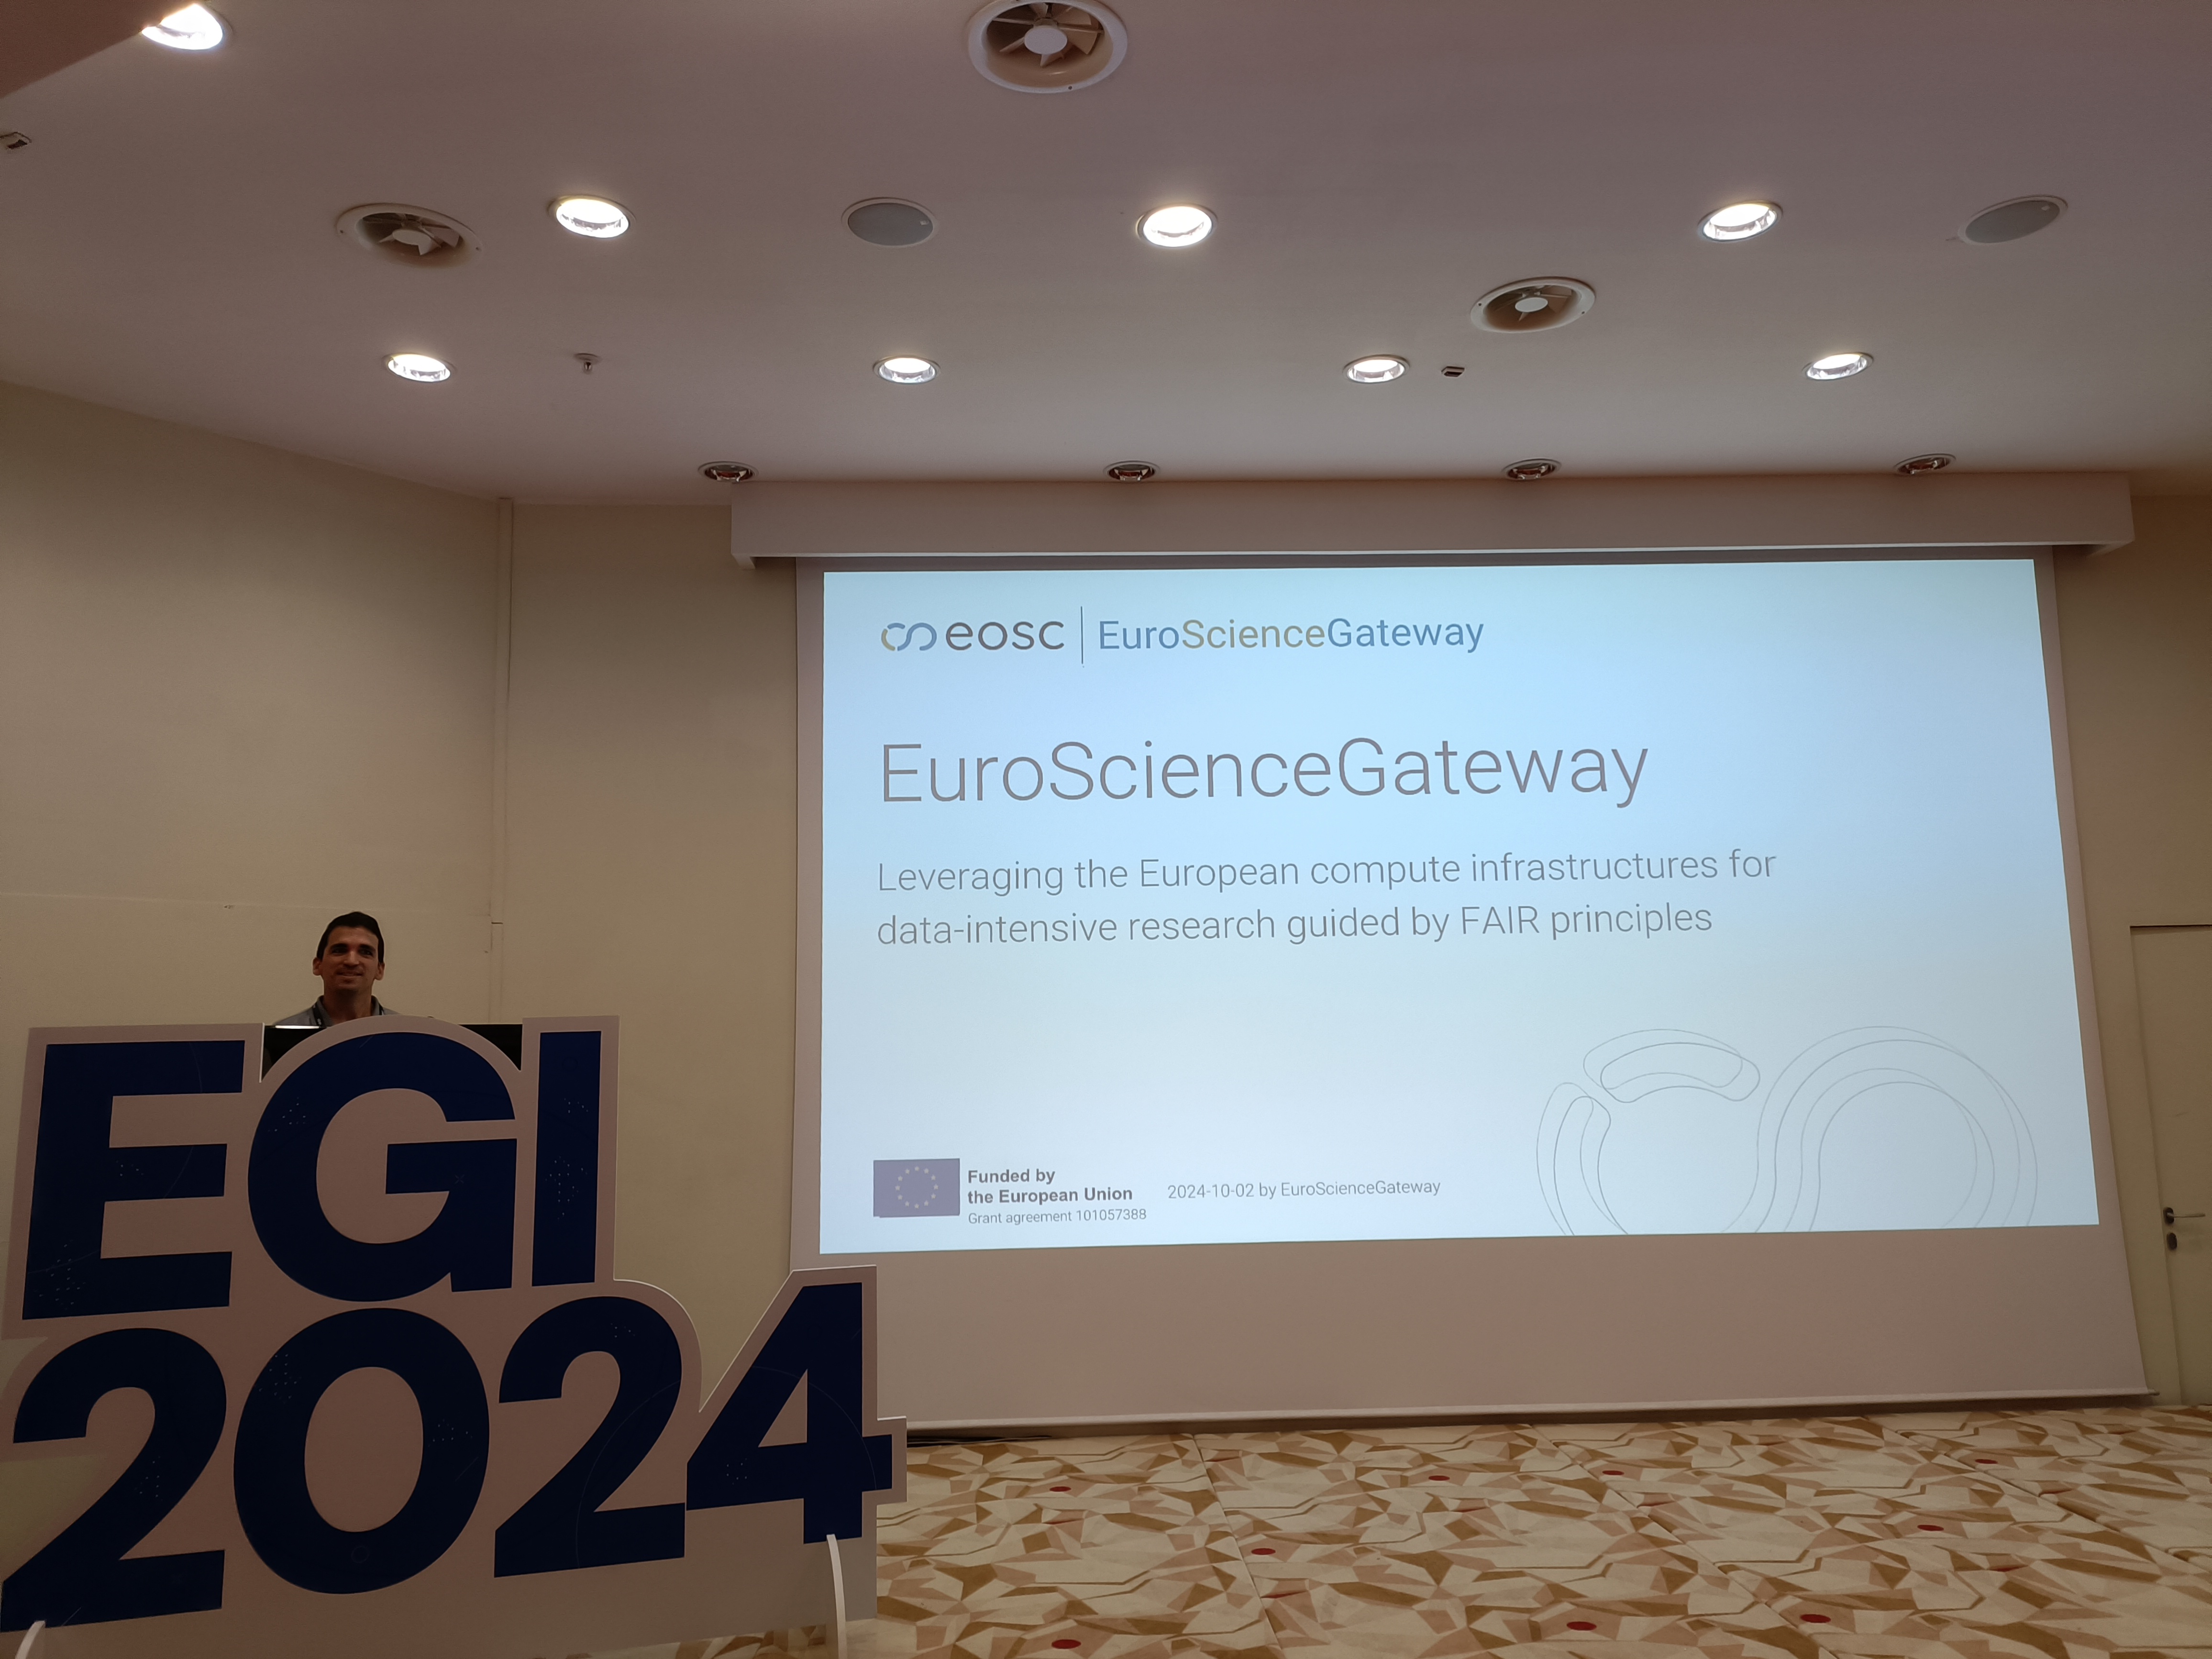 eosc | EuroScienceGateway
EuroScienceGateway
Leveraging the European compute infrastructures for
data-intensive research guided by FAIR principles
Funded by
the European Union
Grant agreement 101057388
2024-10-02 by EuroScienceGateway
EGI
2024